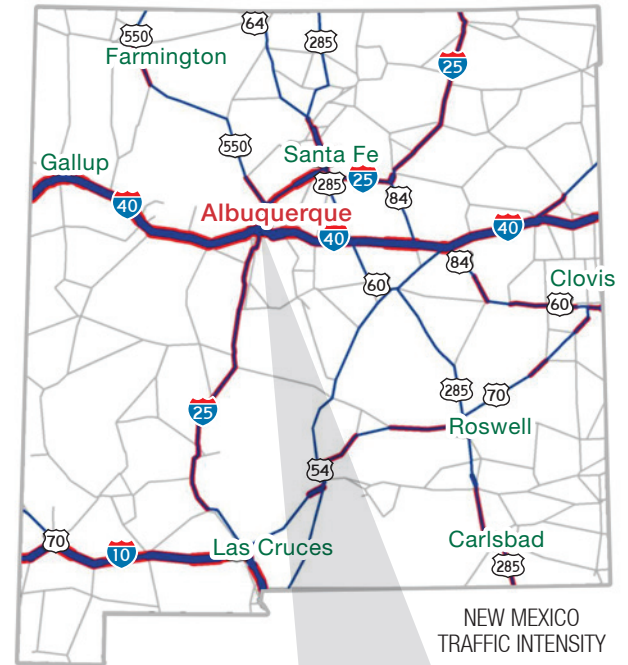 64
550
285
Farmington
25
550
Santa Fe
Gallup
285
25
84
40
Albuquerque
40
40
84
60
Clovis
60
285
70
25
Roswell
54
70
10
Las Cruces
Carlsbad
285
NEW MEXICO
TRAFFIC INTENSITY